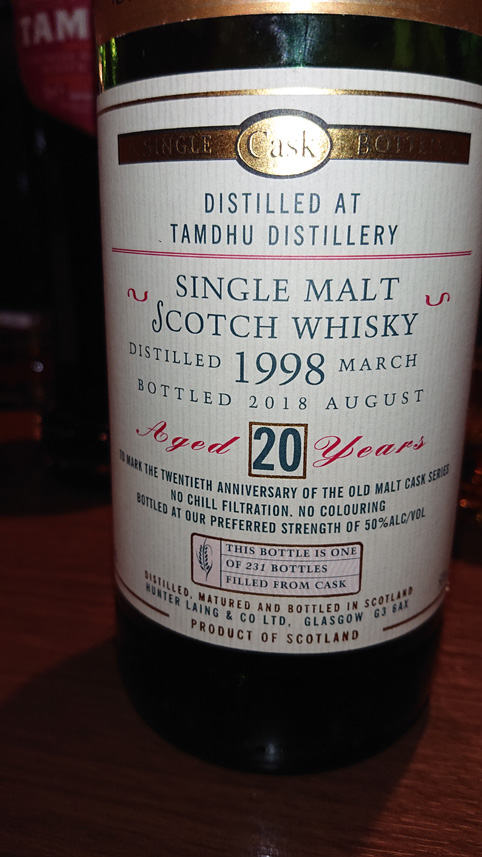 TAM
SINGLE Cask BOTTLE
DISTILLED AT
TAMDHU DISTILLERY
SINGLE MALT
SCOTCH WHISKY
DISTILLED 1998 MARCH
BOTTLED 2018 AUGUST
Aged 20 Years
TO MARK THE TWENTIETH ANNIVERSARY OF THE OLD MALT CASK SERIES
NO CHILL FILTRATION. NO COLOURING
BOTTLED AT OUR PREFERRED STRENGTH OF 50%ALC/VOL
THIS BOTTLE IS ONE
OF 231 BOTTLES
FILLED FROM CASK
DISTILLED, MATURED AND BOTTLED IN SCOTLAND
HUNTER LAING & CO LTD, GLASGOW G3 6AX
PRODUCT OF SCOTLAND